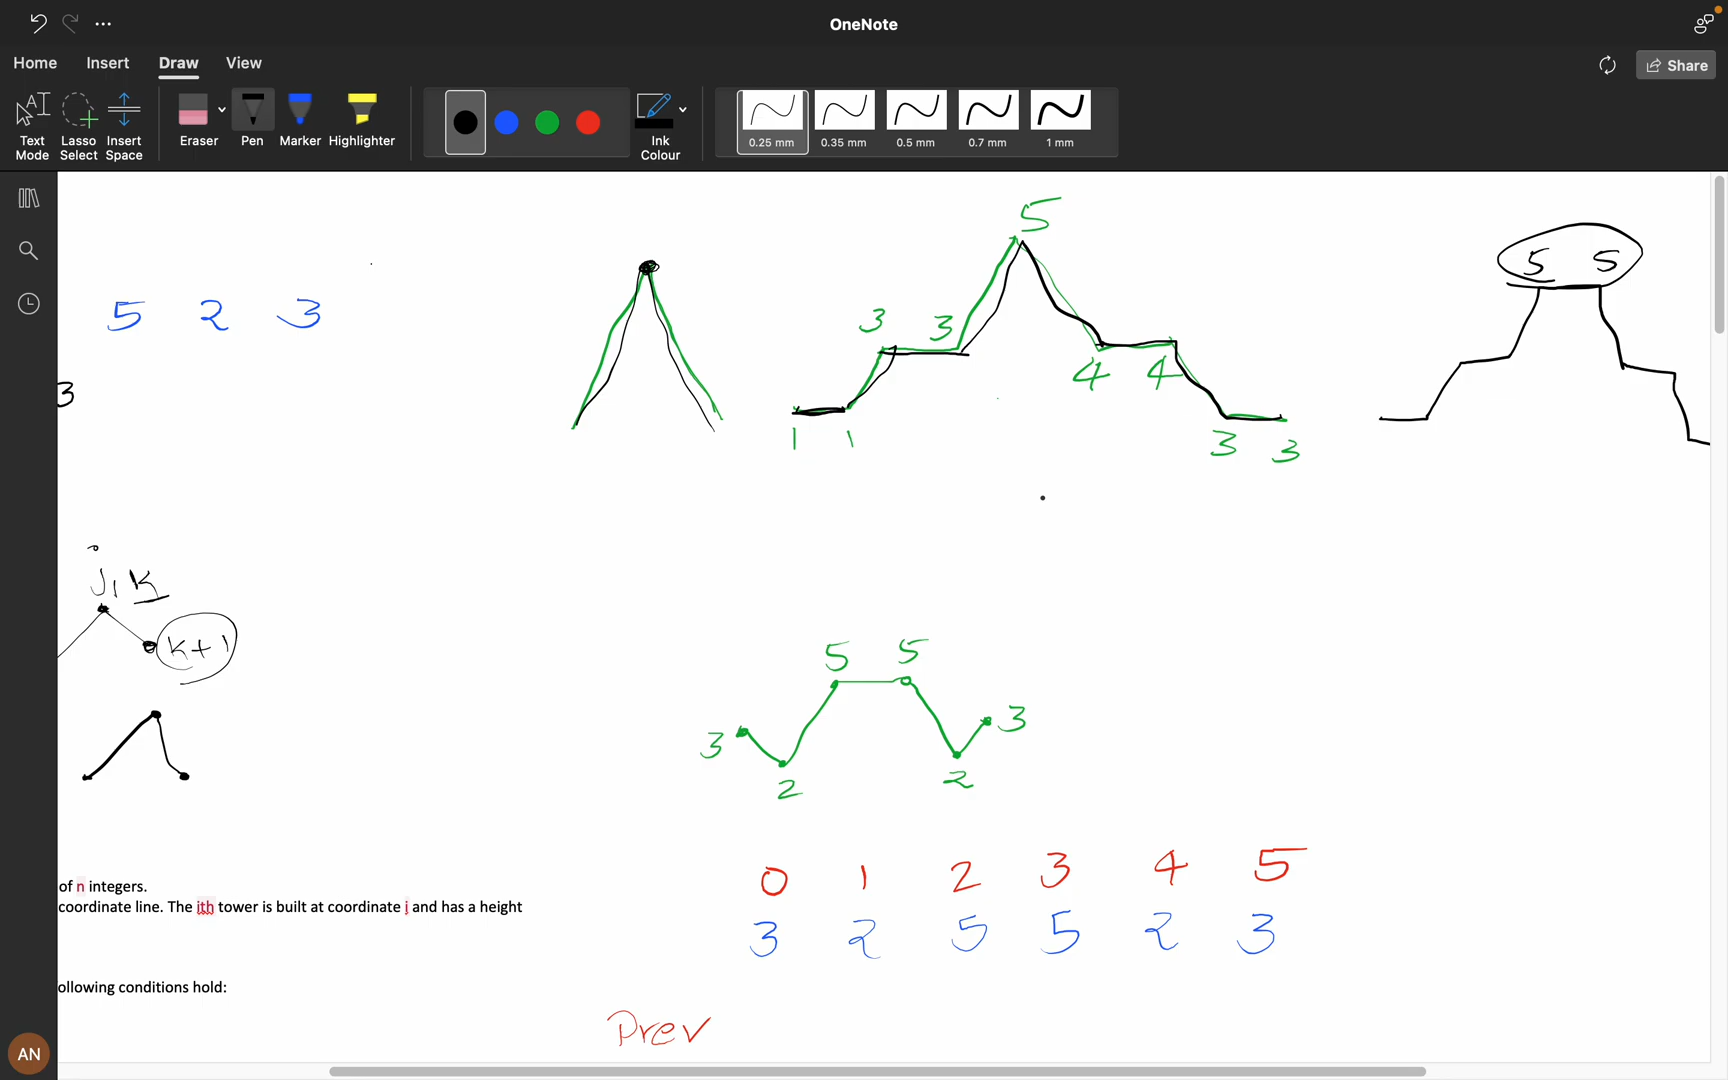 OneNote
Home Insert Draw View
Share
Text Mode
Lasso Select
Insert Space
Eraser
Pen
Marker
Highlighter
Ink Colour
0.25 mm
0.35 mm
0.5 mm
0.7 mm
1 mm
5 2 3
3
5
3 3
4 4
1 1
3 3
5 5
j, k
k+1
5 5
3 3
2 2
of n integers.
coordinate line. The ith tower is built at coordinate i and has a height
0 1 2 3 4 5
3 2 5 5 2 3
ollowing conditions hold:
Prev
AN